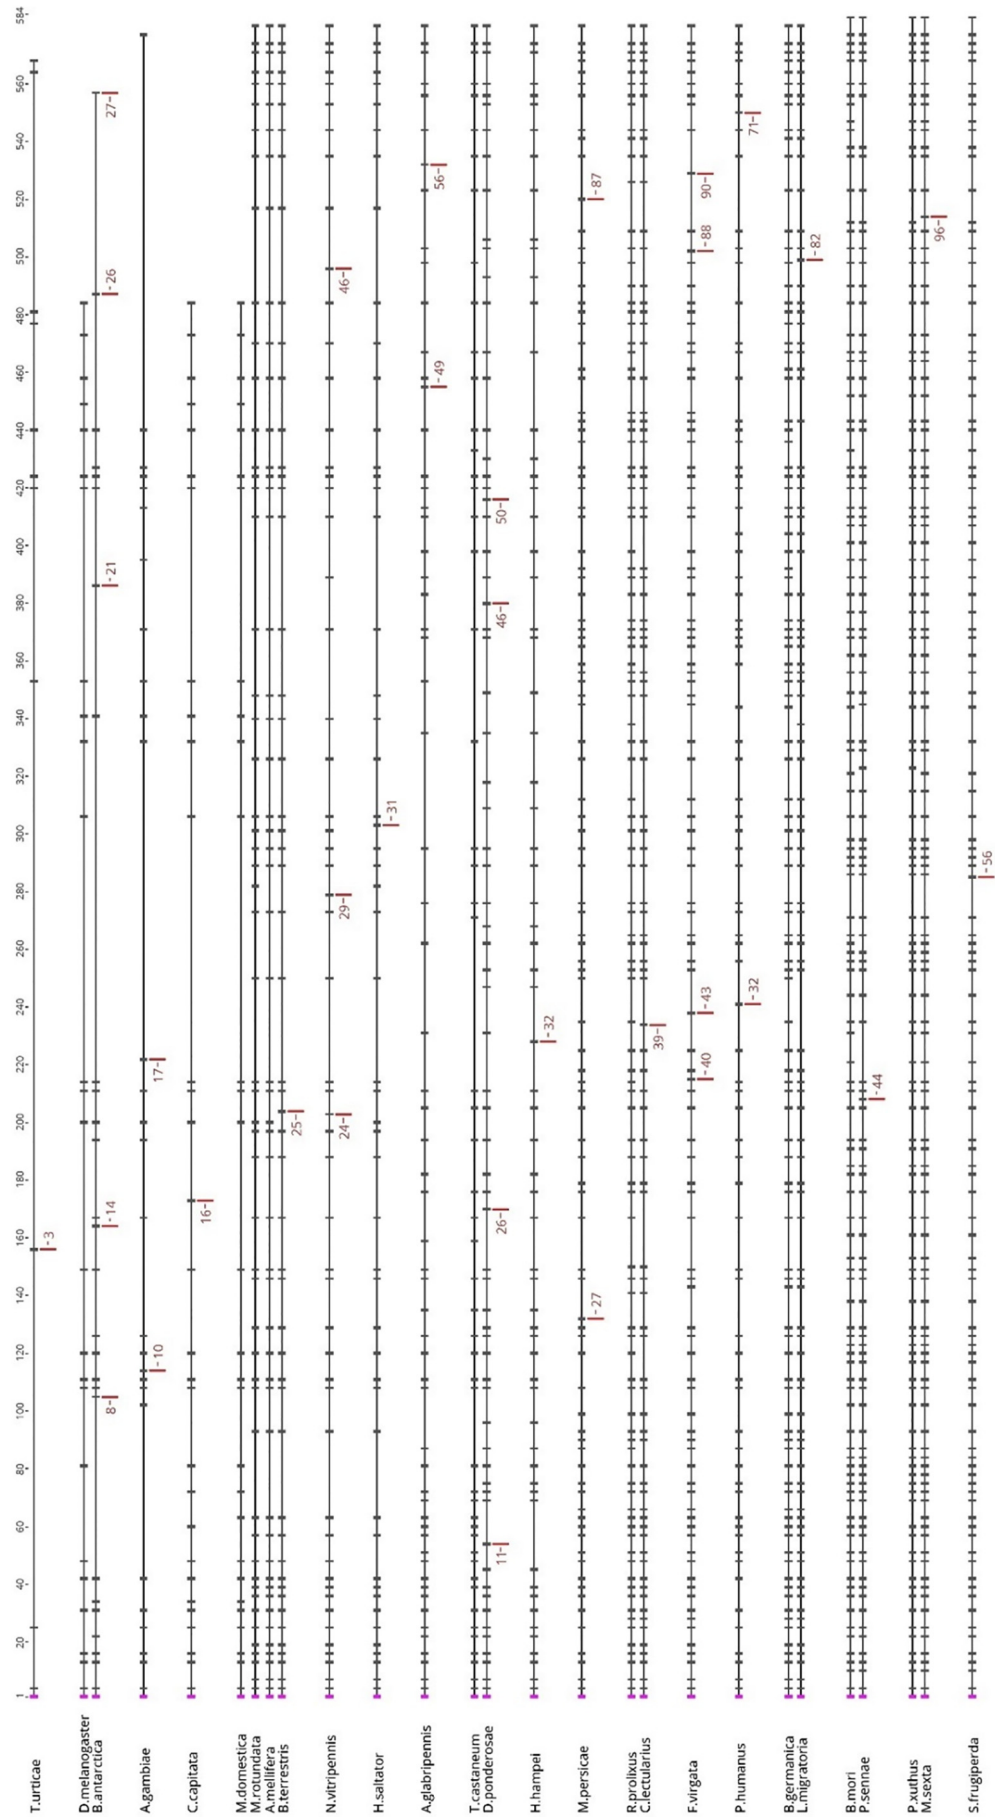 584
560
540
520
500
480
460
440
420
400
380
360
340
320
300
280
260
240
220
200
180
160
140
120
100
80
60
40
20
1
T.urticae
3
D.melanogaster
B.antarctica
8
14
21
26
27
A.gambiae
10
17
C.capitata
16
M.domestica
M.rotundata
A.mellifera
B.terrestris
25
N.vitripennis
24
29
46
H.saltator
31
A.glabripennis
49
56
T.castaneum
D.ponderosae
11
26
46
50
H.hampei
32
M.persicae
27
87
R.prolixus
C.lectularius
39
F.virgata
40
43
88
90
P.humanus
32
71
B.germanica
L.migratoria
82
B.mori
P.sennae
44
P.xuthus
M.sexta
96
S.frugiperda
56